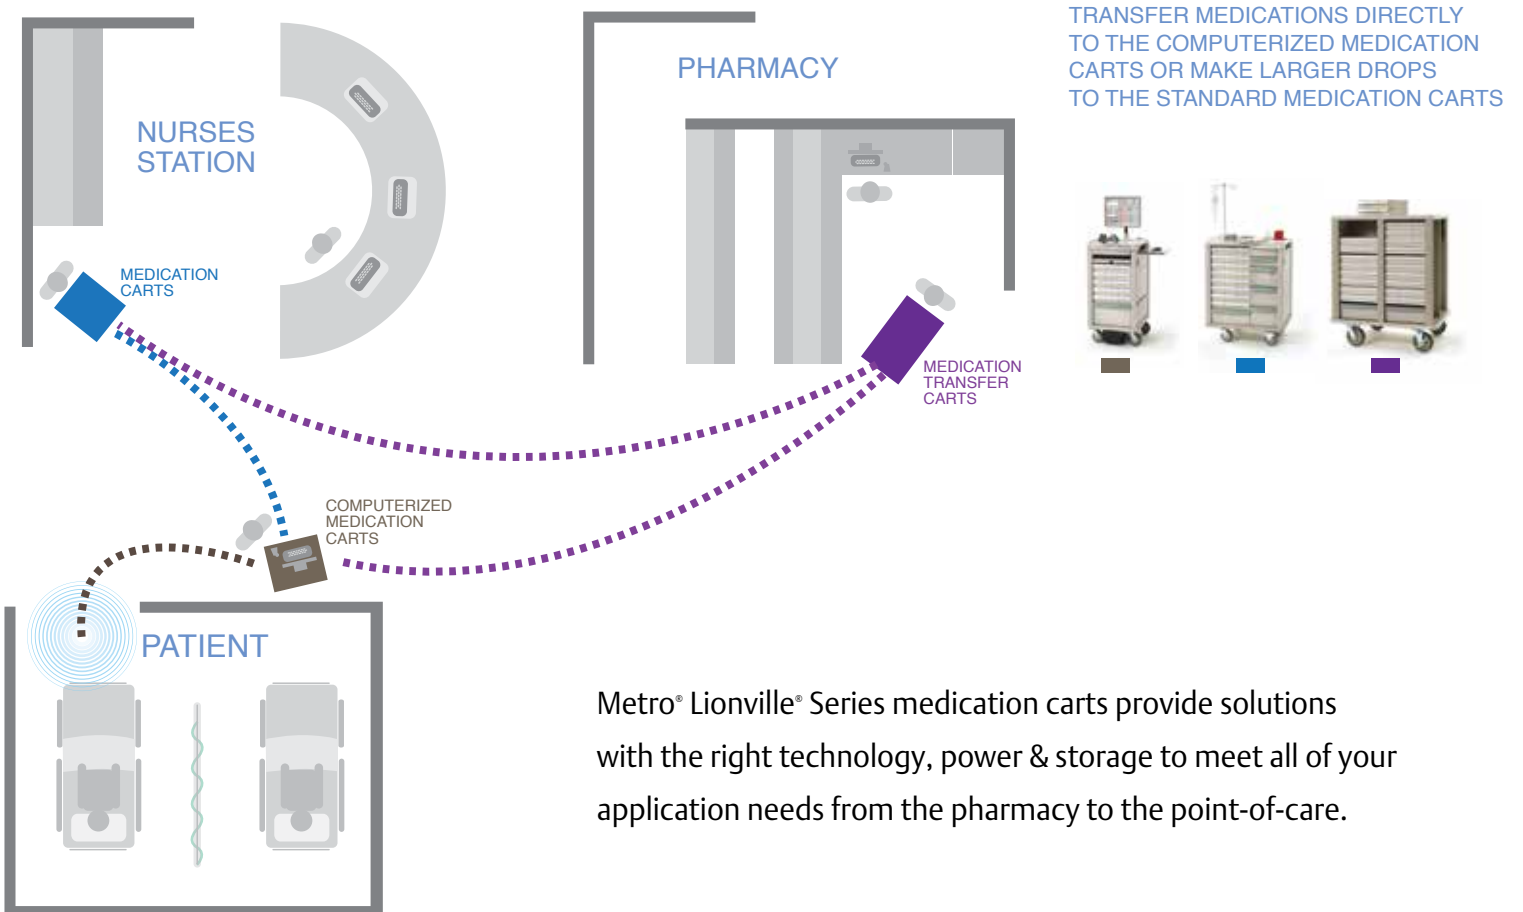 TRANSFER MEDICATIONS DIRECTLY
TO THE COMPUTERIZED MEDICATION
CARTS OR MAKE LARGER DROPS
TO THE STANDARD MEDICATION CARTS
PHARMACY
NURSES
STATION
MEDICATION
CARTS
MEDICATION
TRANSFER
CARTS
COMPUTERIZED
MEDICATION
CARTS
PATIENT
Metro® Lionville® Series medication carts provide solutions
with the right technology, power & storage to meet all of your
application needs from the pharmacy to the point-of-care.